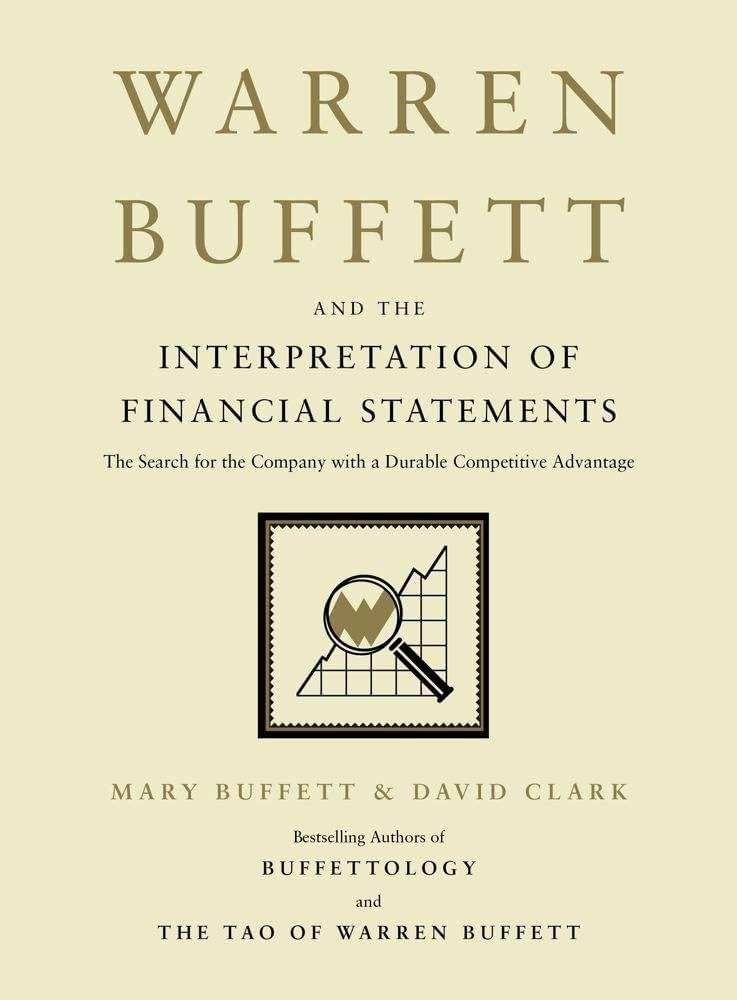 WARREN
BUFFETT
AND THE
INTERPRETATION OF
FINANCIAL STATEMENTS
The Search for the Company with a Durable Competitive Advantage
W
MARY BUFFETT & DAVID CLARK
Bestselling Authors of
BUFFETTOLOGY
and
THE TAO OF WARREN BUFFETT